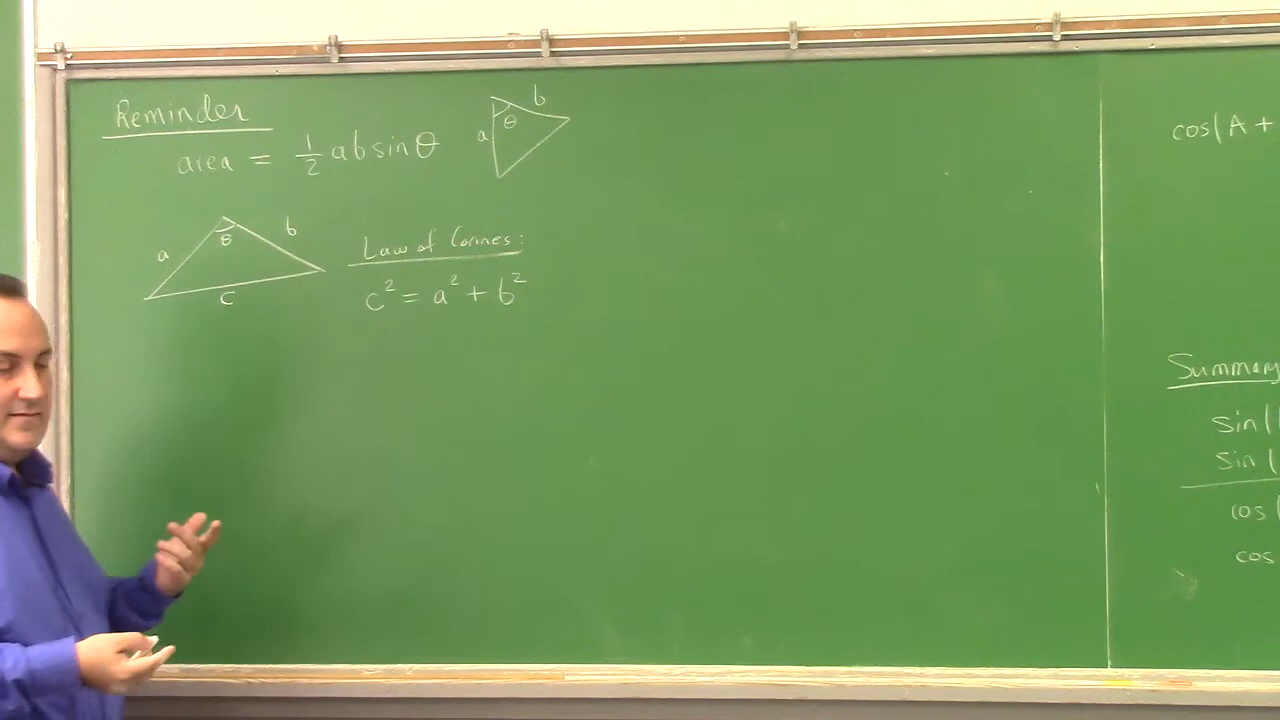 Reminder
area = 1/2 ab sin θ
a θ b
a θ b
c
Law of Cosines:
c² = a² + b²
cos(A +
Summary
sin(
sin(
cos(
cos